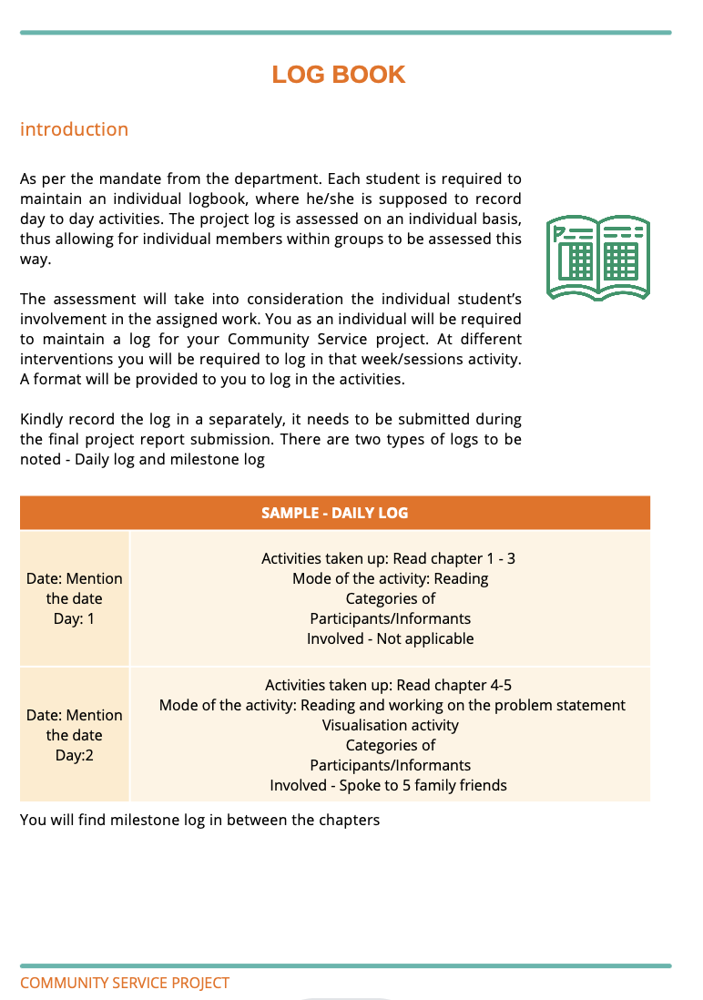 LOG BOOK
introduction
As per the mandate from the department. Each student is required to
maintain an individual logbook, where he/she is supposed to record
day to day activities. The project log is assessed on an individual basis,
thus allowing for individual members within groups to be assessed this
way.
The assessment will take into consideration the individual student’s
involvement in the assigned work. You as an individual will be required
to maintain a log for your Community Service project. At different
interventions you will be required to log in that week/sessions activity.
A format will be provided to you to log in the activities.
Kindly record the log in a separately, it needs to be submitted during
the final project report submission. There are two types of logs to be
noted - Daily log and milestone log
SAMPLE - DAILY LOG
Date: Mention
the date
Day: 1
Activities taken up: Read chapter 1 - 3
Mode of the activity: Reading
Categories of
Participants/Informants
Involved - Not applicable
Date: Mention
the date
Day:2
Activities taken up: Read chapter 4-5
Mode of the activity: Reading and working on the problem statement
Visualisation activity
Categories of
Participants/Informants
Involved - Spoke to 5 family friends
You will find milestone log in between the chapters
COMMUNITY SERVICE PROJECT